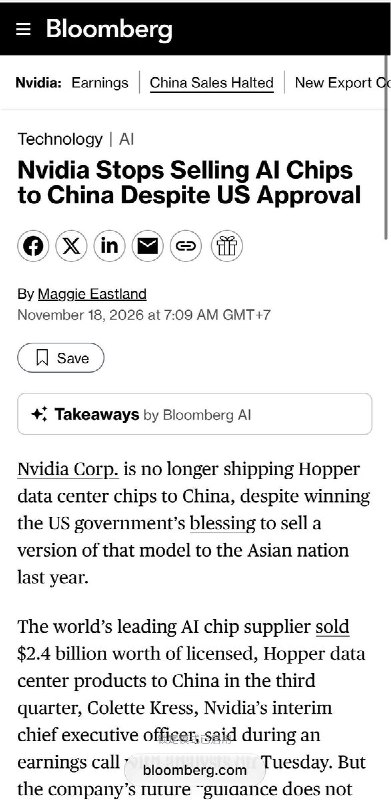 Bloomberg
Nvidia: Earnings | China Sales Halted | New Export
Technology | AI
Nvidia Stops Selling AI Chips
to China Despite US Approval
By Maggie Eastland
November 18, 2026 at 7:09 AM GMT+7
Save
Takeaways by Bloomberg AI
Nvidia Corp. is no longer shipping Hopper
data center chips to China, despite winning
the US government's blessing to sell a
version of that model to the Asian nation
last year.
The world's leading AI chip supplier sold
$2.4 billion worth of licensed, Hopper data
center products to China in the third
quarter, Colette Kress, Nvidia's interim
chief executive officer, said during an
earnings call Tuesday. But
bloomberg.com
the company's future "guidance does not